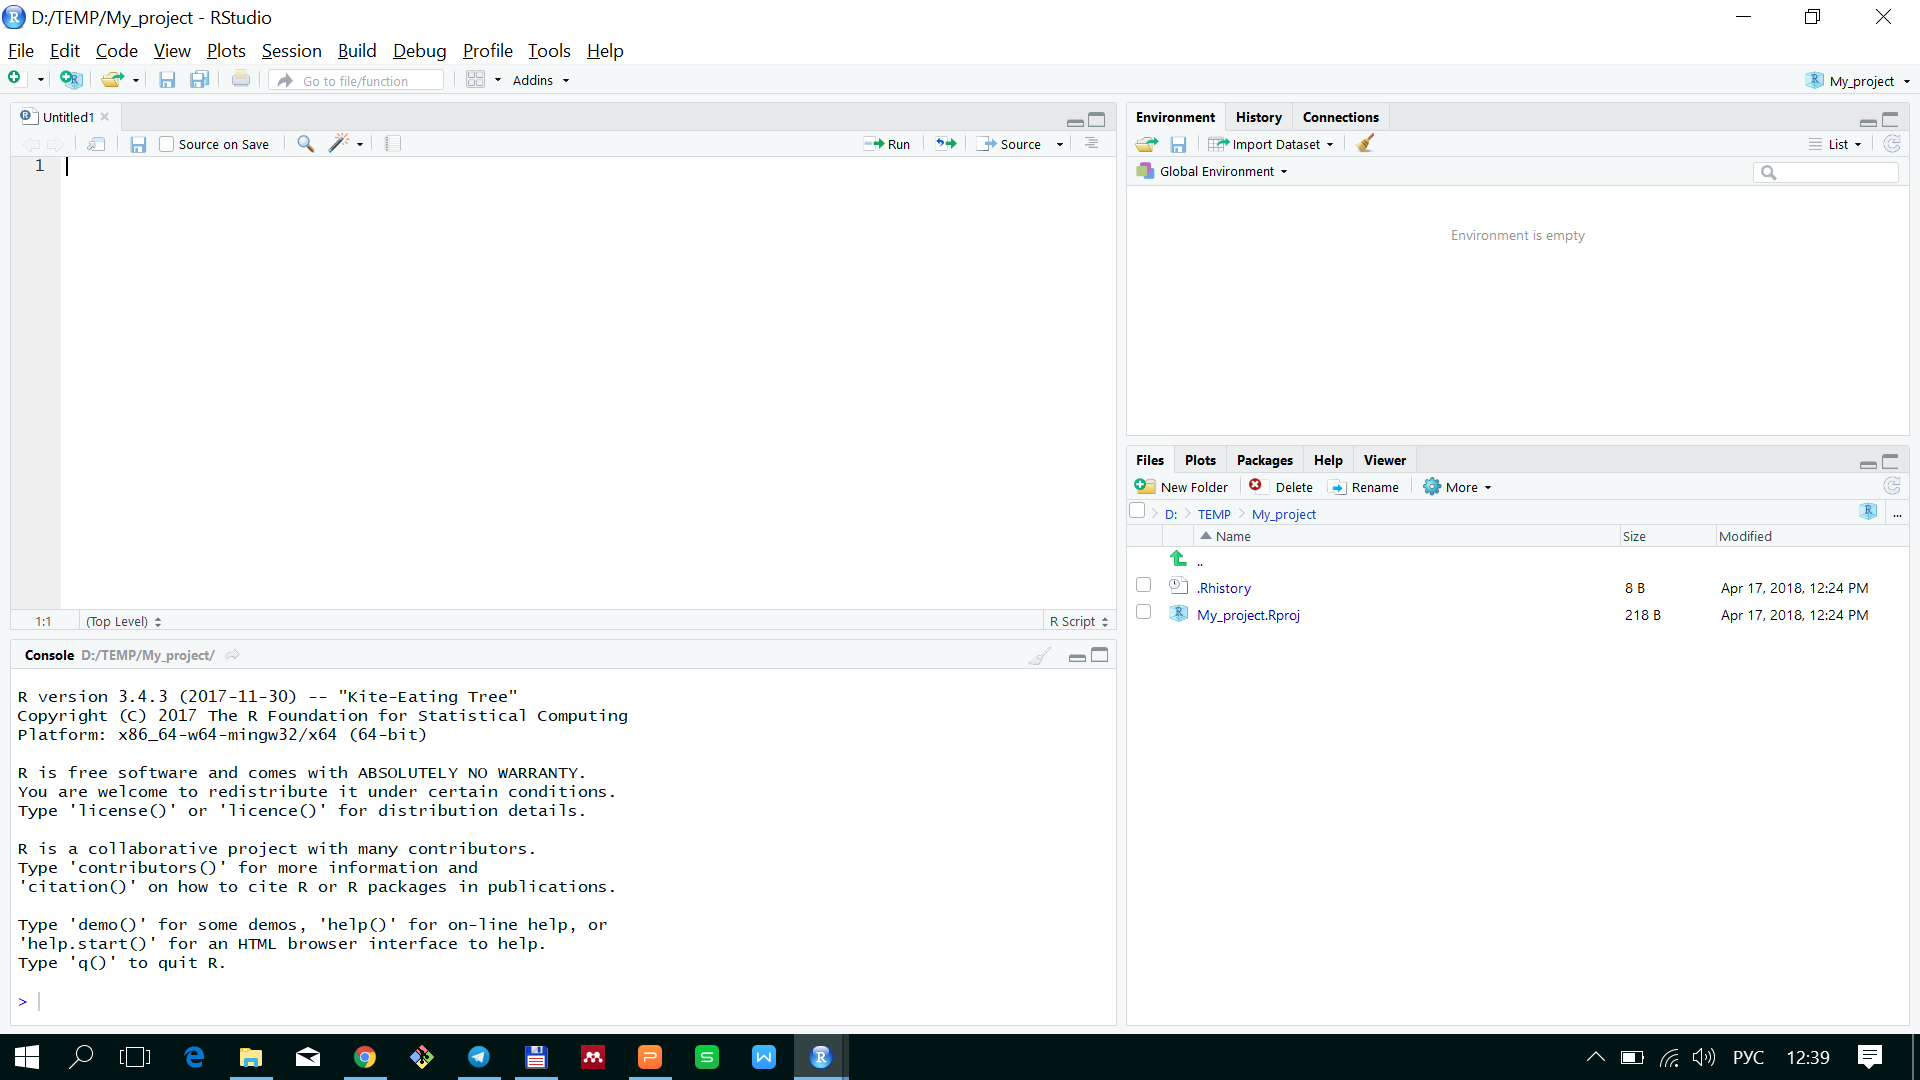 D:/TEMP/My_project - RStudio
File Edit Code View Plots Session Build Debug Profile Tools Help
Go to file/function Addins My_project
Untitled1
Source on Save Run Source
1
1:1 (Top Level) R Script
Console D:/TEMP/My_project/
R version 3.4.3 (2017-11-30) -- "Kite-Eating Tree"
Copyright (C) 2017 The R Foundation for Statistical Computing
Platform: x86_64-w64-mingw32/x64 (64-bit)
R is free software and comes with ABSOLUTELY NO WARRANTY.
You are welcome to redistribute it under certain conditions.
Type 'license()' or 'licence()' for distribution details.
R is a collaborative project with many contributors.
Type 'contributors()' for more information and
'citation()' on how to cite R or R packages in publications.
Type 'demo()' for some demos, 'help()' for on-line help, or
'help.start()' for an HTML browser interface to help.
Type 'q()' to quit R.
>
Environment History Connections
Import Dataset List
Global Environment
Environment is empty
Files Plots Packages Help Viewer
New Folder Delete Rename More
D: TEMP My_project ...
Name Size Modified
..
.Rhistory 8 B Apr 17, 2018, 12:24 PM
My_project.Rproj 218 B Apr 17, 2018, 12:24 PM
РУС 12:39